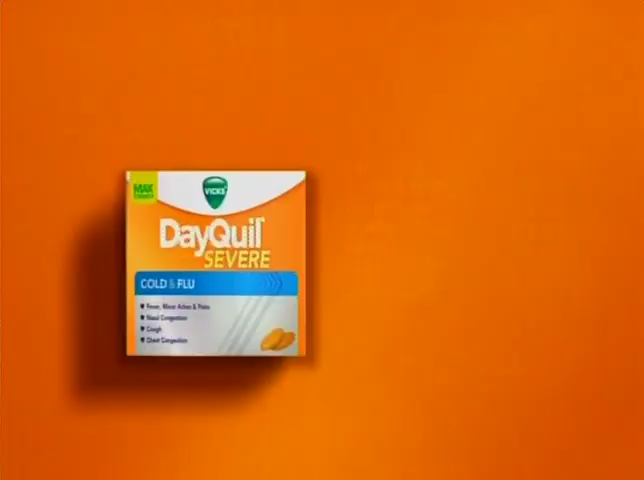 MAX
VICKS
DayQuil
SEVERE
COLD & FLU
Fever, Minor Aches & Pains
Nasal Congestion
Cough
Chest Congestion